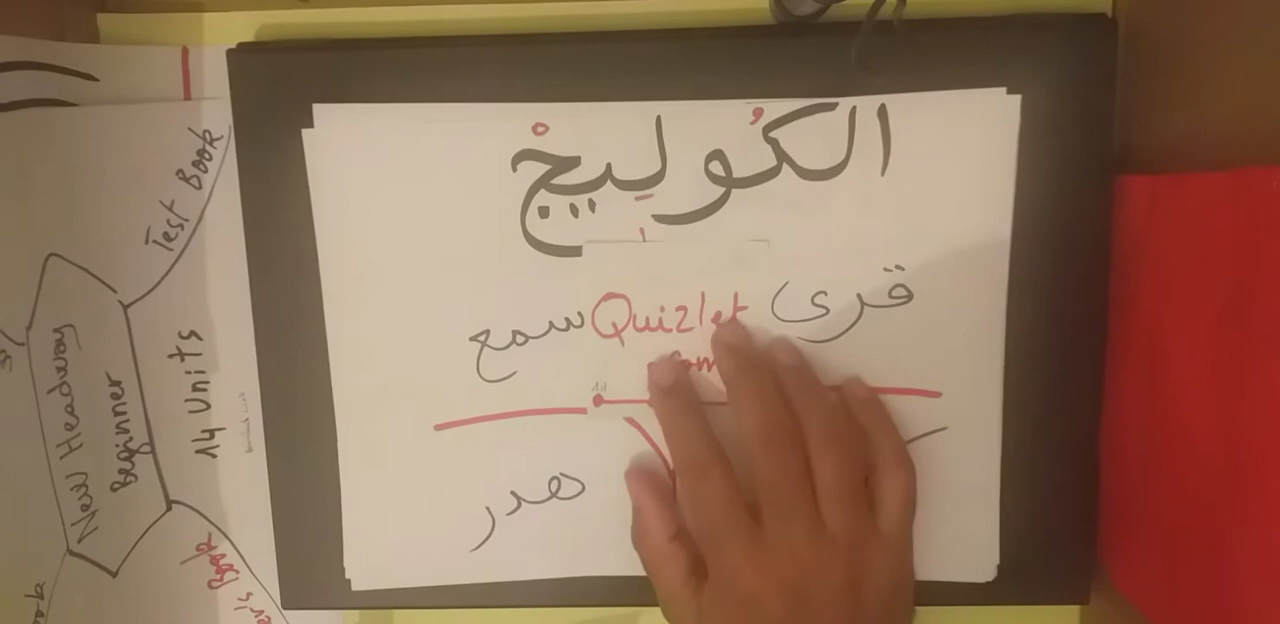 الكُولِيجْ
قرى Quizlet سمع
هدر
Test Book
14 Units
New Headway
Beginner